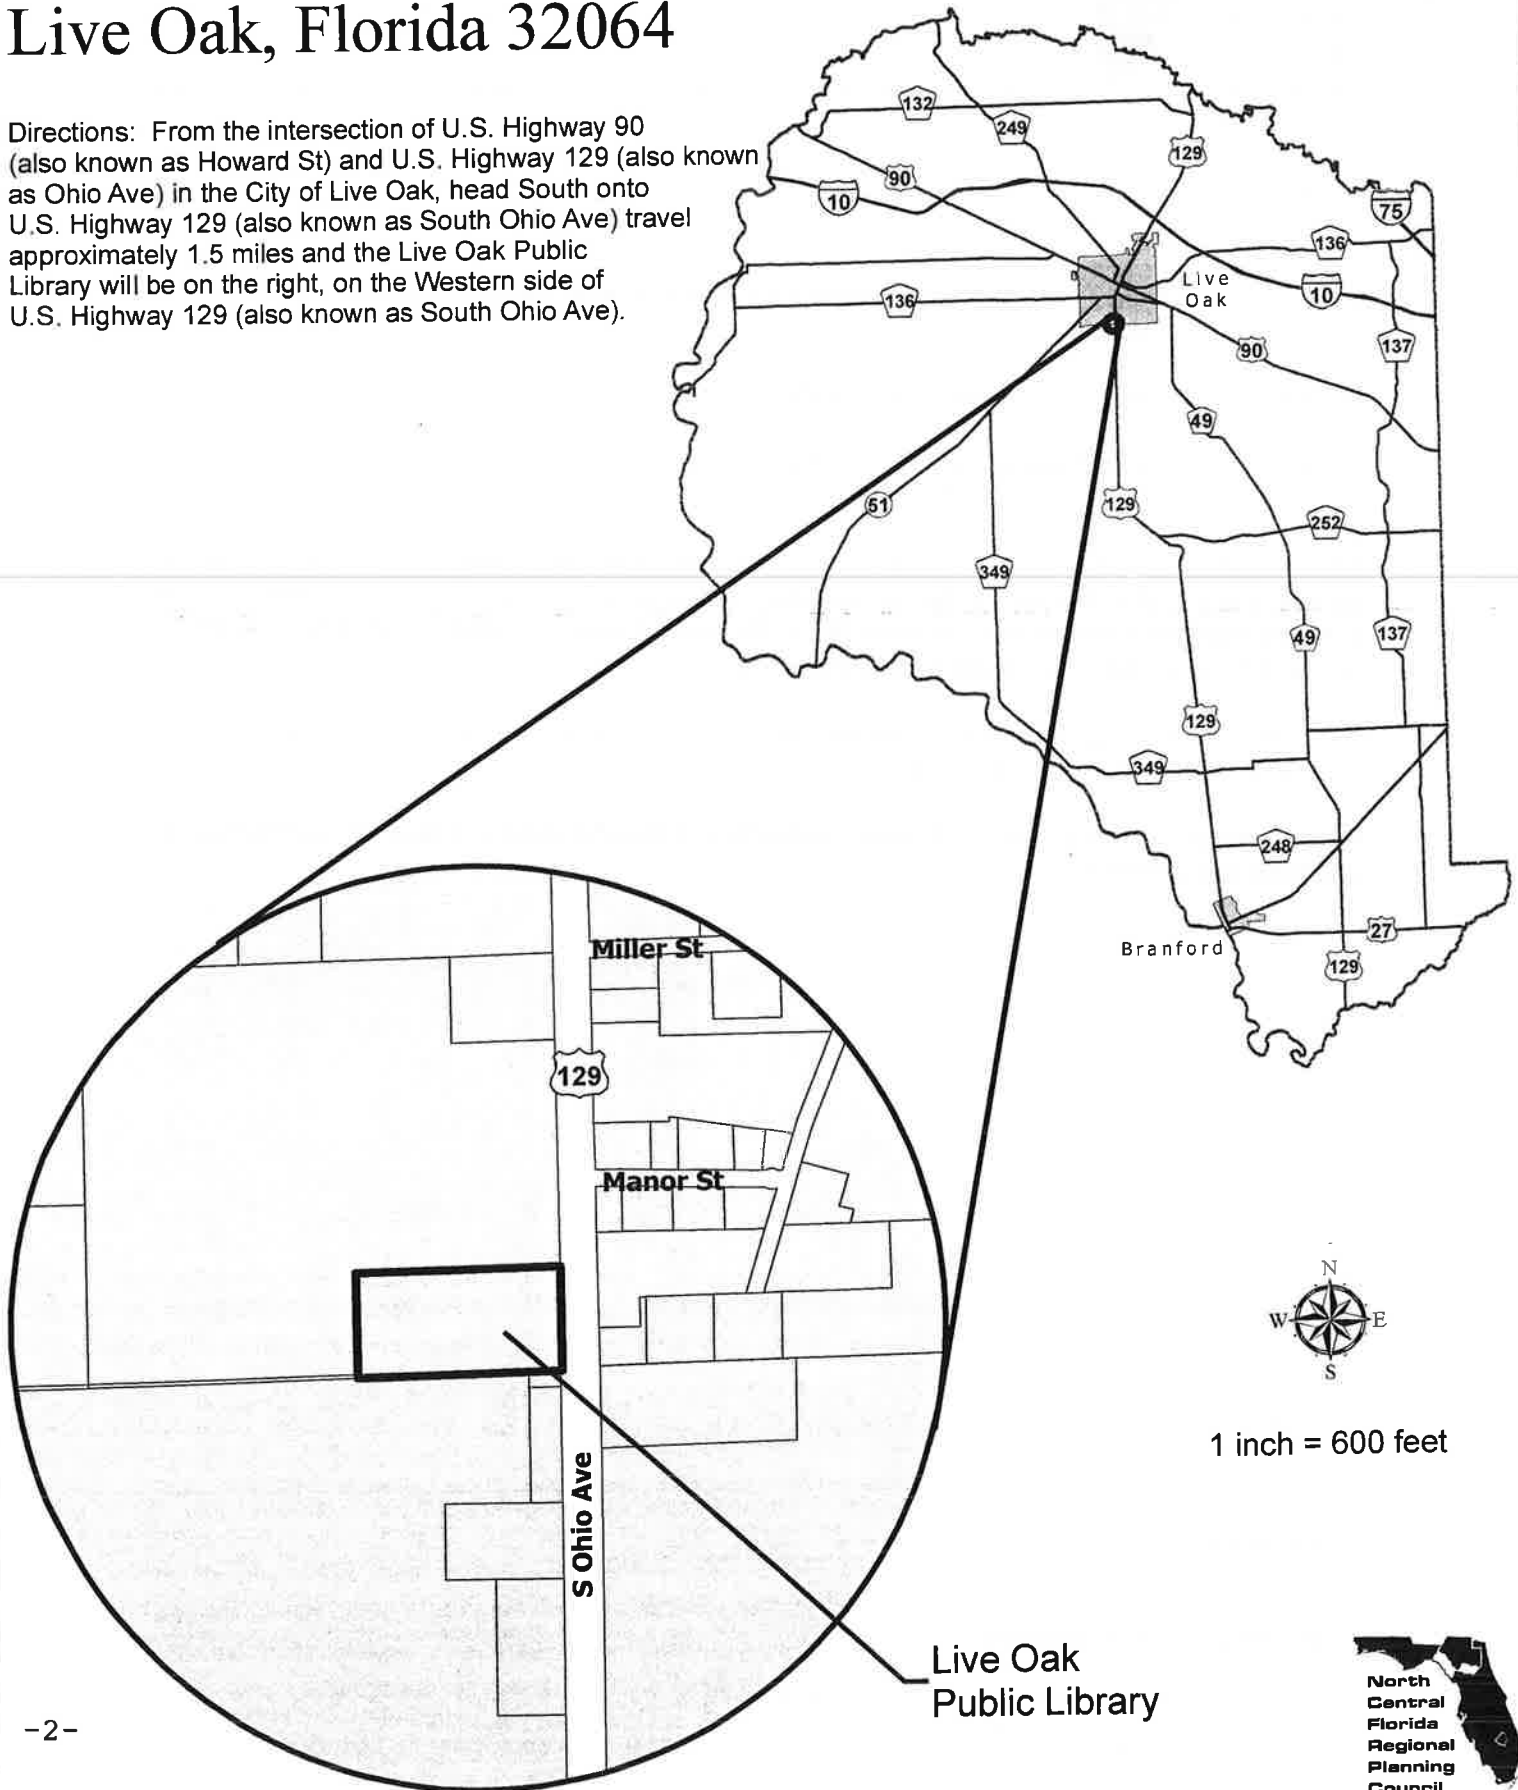 Live Oak, Florida 32064
Directions: From the intersection of U.S. Highway 90
(also known as Howard St) and U.S. Highway 129 (also known
as Ohio Ave) in the City of Live Oak, head South onto
U.S. Highway 129 (also known as South Ohio Ave) travel
approximately 1.5 miles and the Live Oak Public
Library will be on the right, on the Western side of
U.S. Highway 129 (also known as South Ohio Ave).
132
249
129
90
10
75
136
Live
Oak
10
136
90
137
49
51
129
252
349
49
137
129
349
248
27
Branford
129
Miller St
129
Manor St
S Ohio Ave
N
W
E
S
1 inch = 600 feet
Live Oak
Public Library
-2-
North
Central
Florida
Regional
Planning
Council